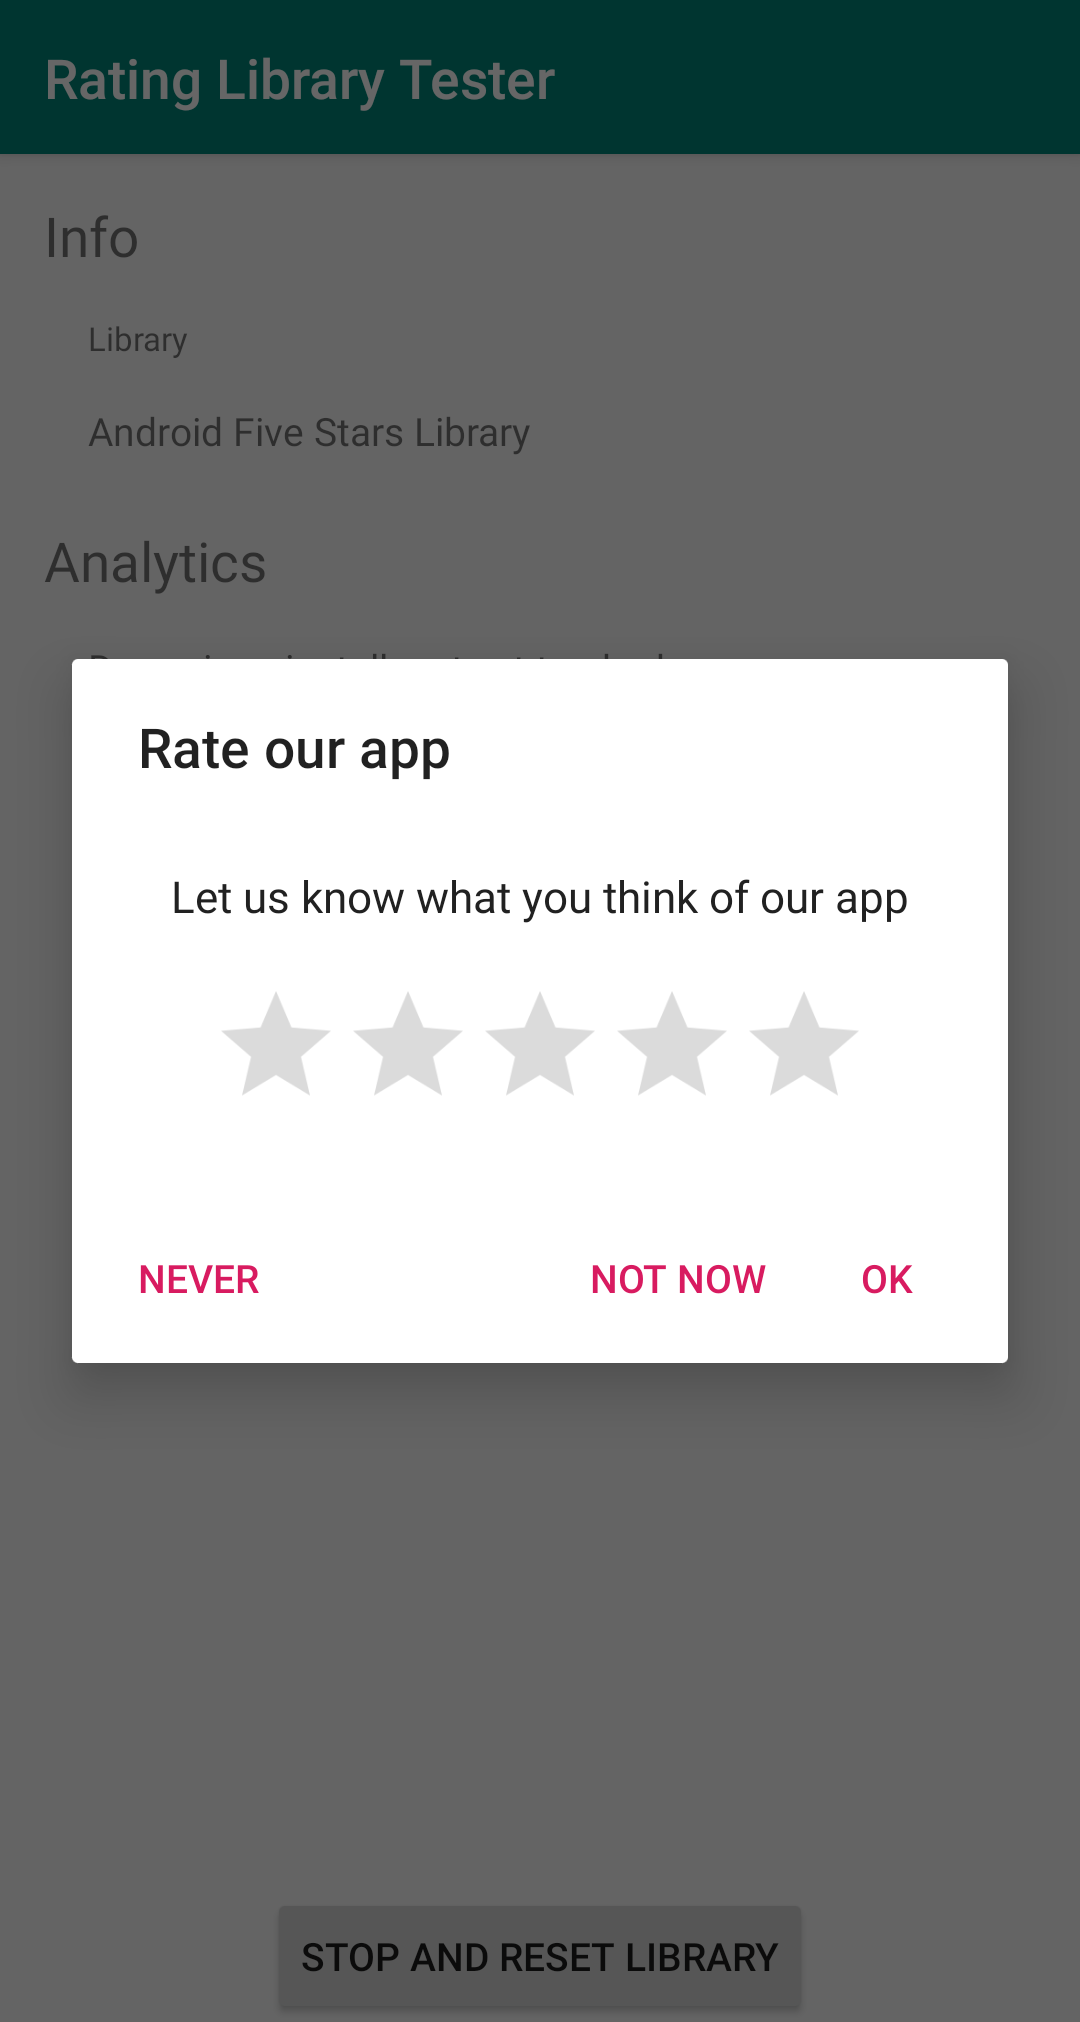 Rating Library Tester
Info
Library
Android Five Stars Library
Analytics
Rate our app
Let us know what you think of our app
NEVER
NOT NOW
OK
STOP AND RESET LIBRARY